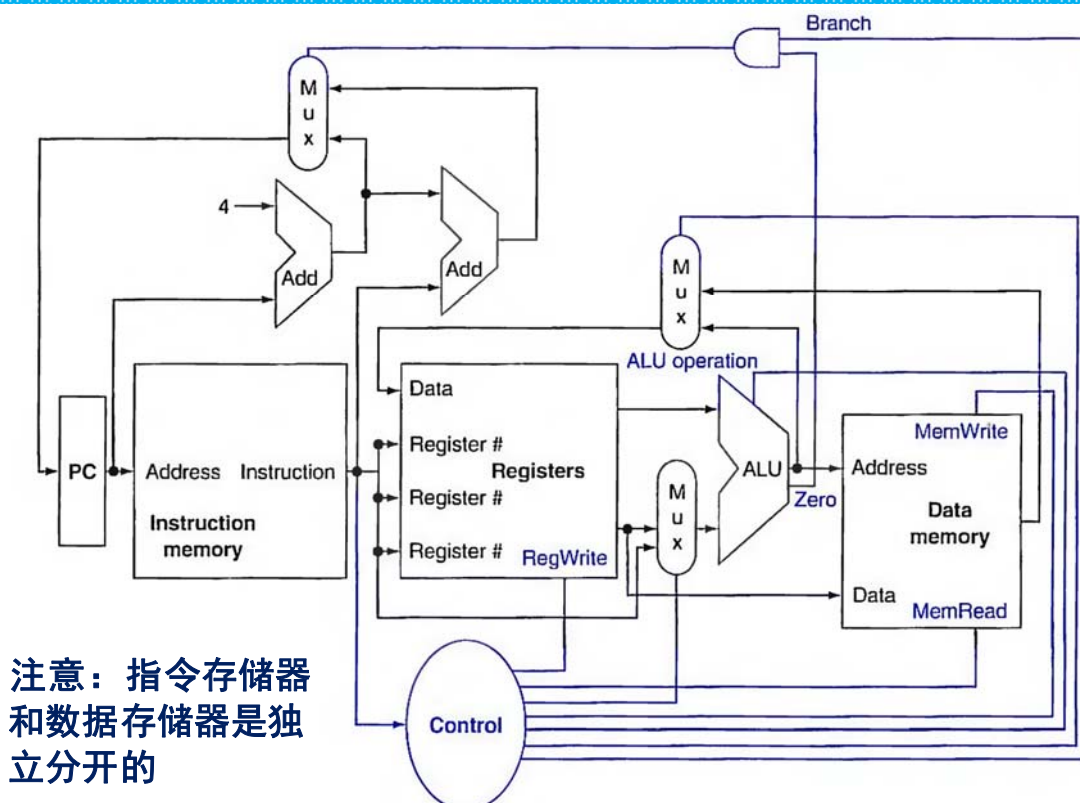 Branch
M
u
x
4
Add
Add
M
u
x
ALU operation
Data
Register #
Registers
Register #
Register #
RegWrite
PC
Address Instruction
Instruction
memory
M
u
x
ALU
Zero
MemWrite
Address
Data
memory
Data
MemRead
Control
注意：指令存储器
和数据存储器是独
立分开的